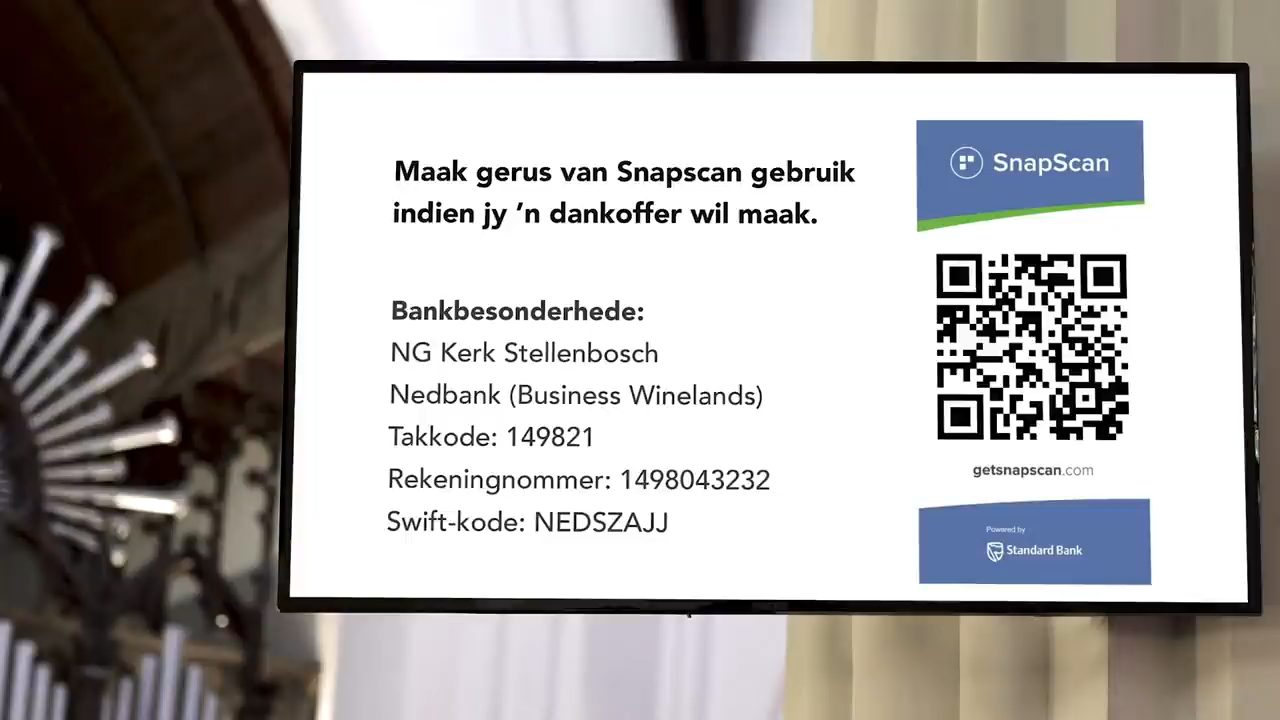 Maak gerus van Snapscan gebruik
indien jy ’n dankoffer wil maak.
Bankbesonderhede:
NG Kerk Stellenbosch
Nedbank (Business Winelands)
Takkode: 149821
Rekeningnommer: 1498043232
Swift-kode: NEDSZAJJ
SnapScan
getsnapscan.com
Powered by
Standard Bank